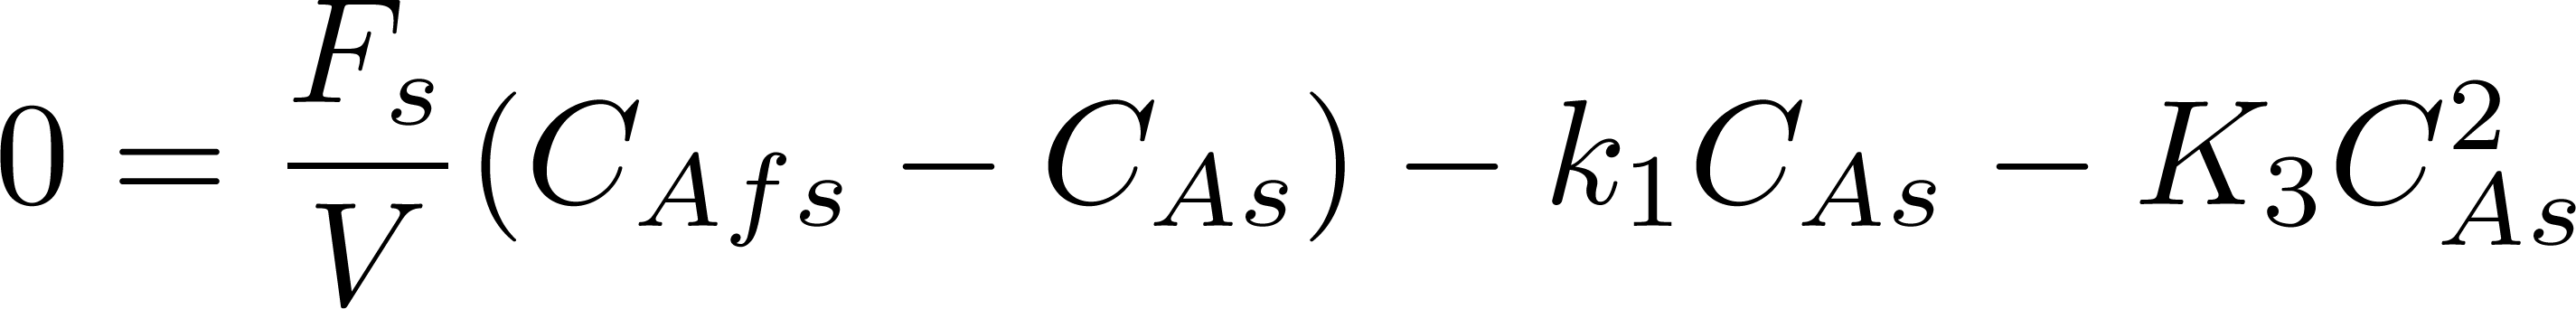 $0 = \frac{F_s}{V}(C_{Afs} - C_{As}) - k_1 C_{As} - K_3 C_{As}^2$